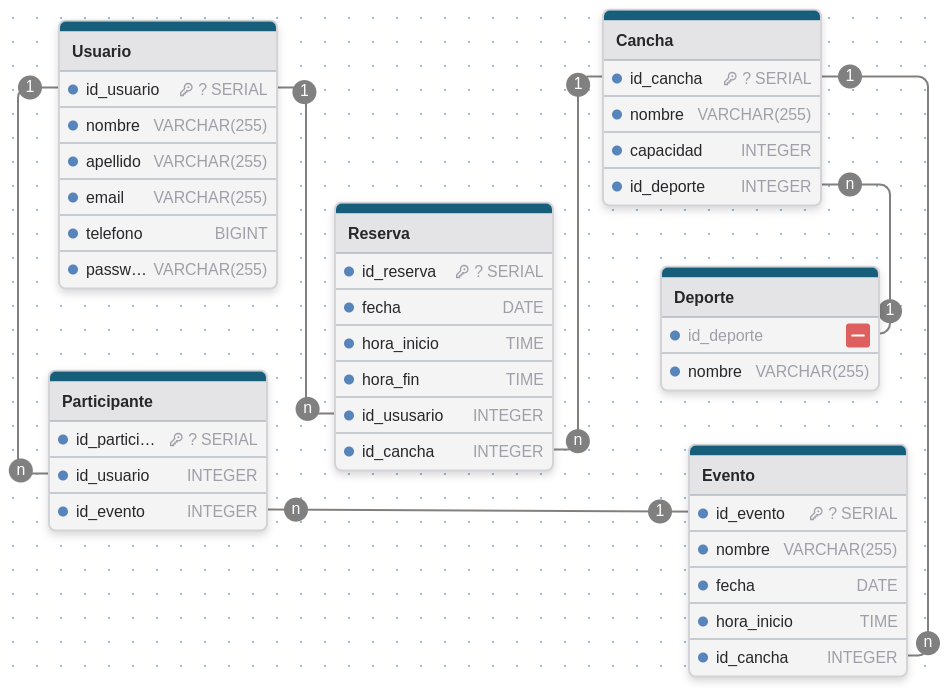 Usuario
id_usuario ? SERIAL
nombre VARCHAR(255)
apellido VARCHAR(255)
email VARCHAR(255)
telefono BIGINT
passw... VARCHAR(255)
Participante
id_partici... ? SERIAL
id_usuario INTEGER
id_evento INTEGER
Reserva
id_reserva ? SERIAL
fecha DATE
hora_inicio TIME
hora_fin TIME
id_ususario INTEGER
id_cancha INTEGER
Cancha
id_cancha ? SERIAL
nombre VARCHAR(255)
capacidad INTEGER
id_deporte INTEGER
Deporte
id_deporte
nombre VARCHAR(255)
Evento
id_evento ? SERIAL
nombre VARCHAR(255)
fecha DATE
hora_inicio TIME
id_cancha INTEGER
1
n
1
n
1
n
1
n
n
1
n
1